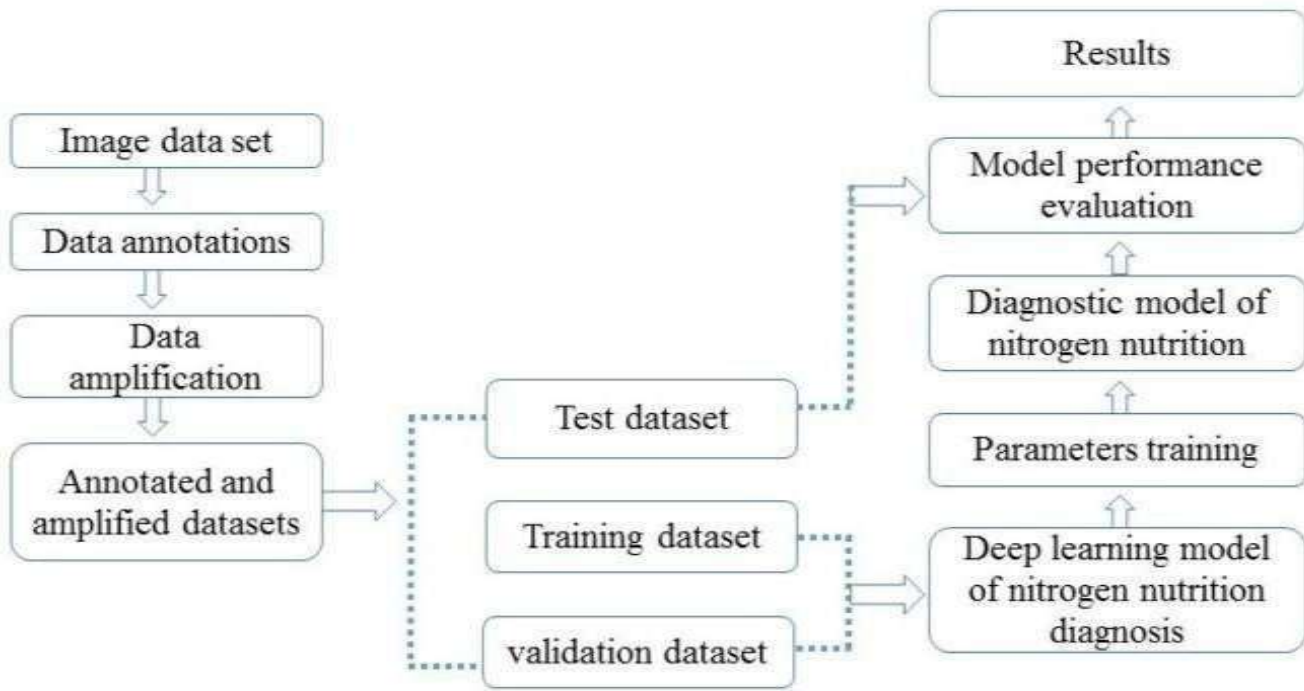 Image data set
Data annotations
Data
amplification
Annotated and
amplified datasets
Test dataset
Training dataset
validation dataset
Results
Model performance
evaluation
Diagnostic model of
nitrogen nutrition
Parameters training
Deep learning model
of nitrogen nutrition
diagnosis